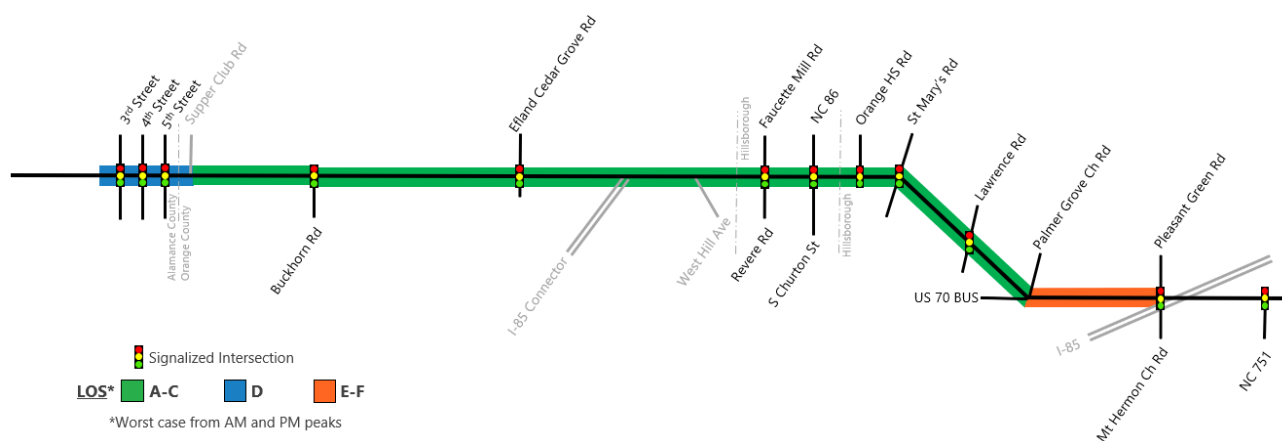 3rd Street
4th Street
5th Street
Supper Club Rd
Efland Cedar Grove Rd
Hillsborough
Faucette Mill Rd
NC 86
Orange HS Rd
St Mary's Rd
Lawrence Rd
Palmer Grove Ch Rd
Pleasant Green Rd
Alamance County
Orange County
Buckhorn Rd
I-85 Connector
West Hill Ave
Revere Rd
S Churton St
Hillsborough
US 70 BUS
I-85
Mt Hermon Ch Rd
NC 751
Signalized Intersection
LOS* A-C D E-F
*Worst case from AM and PM peaks